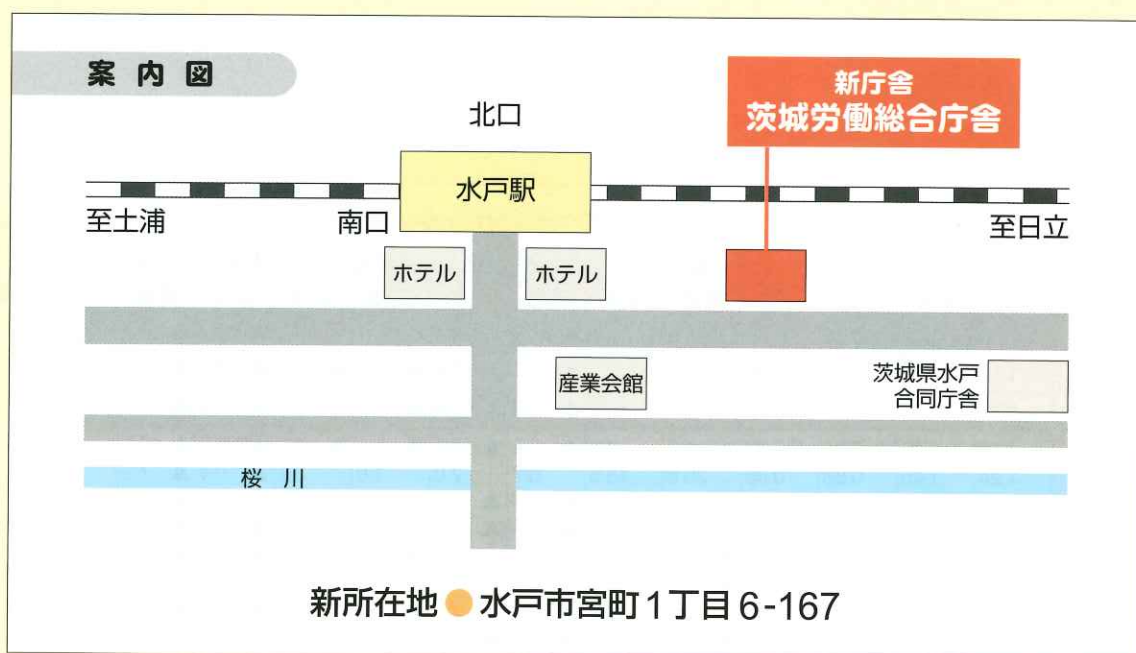 案内図
新庁舎
茨城労働総合庁舎
北口
水戸駅
至土浦
南口
至日立
ホテル
ホテル
産業会館
茨城県水戸
合同庁舎
桜川
新所在地 ● 水戸市宮町1丁目6-167